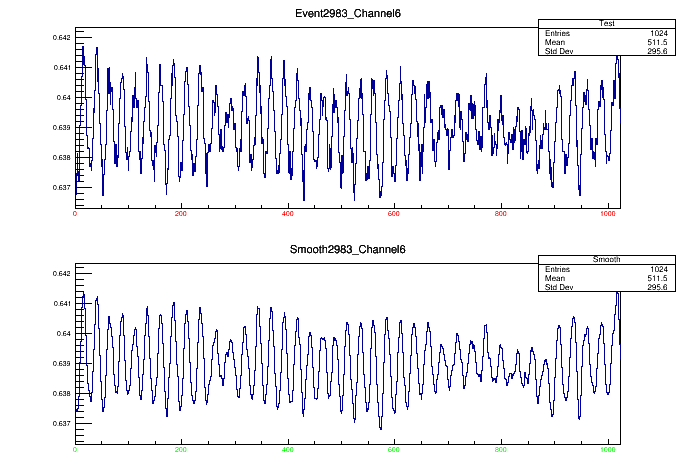 Event2983_Channel6
Test
Entries 1024
Mean 511.5
Std Dev 295.6
0.642
0.641
0.64
0.639
0.638
0.637
0 200 400 600 800 1000
Smooth2983_Channel6
Smooth
Entries 1024
Mean 511.5
Std Dev 295.6
0.642
0.641
0.64
0.639
0.638
0.637
0 200 400 600 800 1000